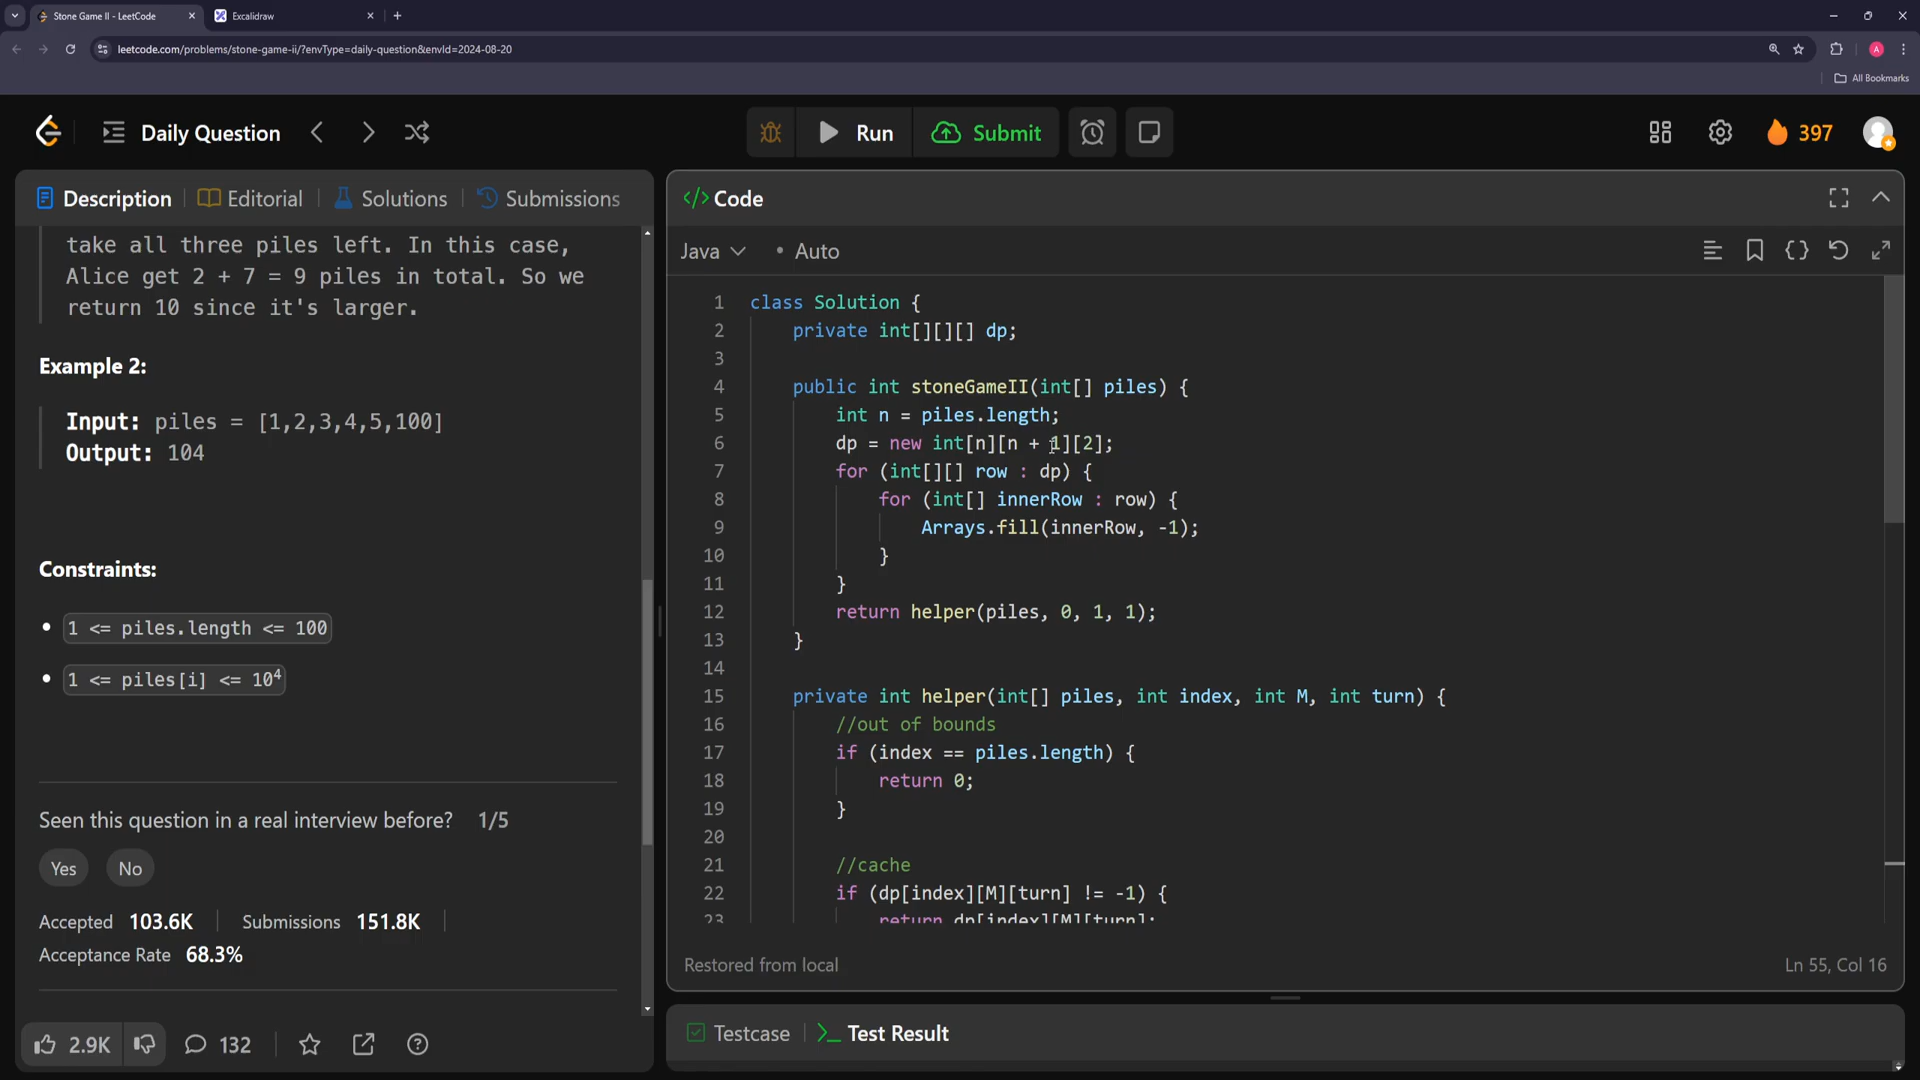 Stone Game II - LeetCode
Excalidraw
leetcode.com/problems/stone-game-ii/?envType=daily-question&envId=2024-08-20
A
All Bookmarks
Daily Question
Run
Submit
397
Description
Editorial
Solutions
Submissions
take all three piles left. In this case,
Alice get 2 + 7 = 9 piles in total. So we
return 10 since it's larger.
Example 2:
Input: piles = [1,2,3,4,5,100]
Output: 104
Constraints:
1 <= piles.length <= 100
1 <= piles[i] <= 10⁴
Seen this question in a real interview before? 1/5
Yes
No
Accepted 103.6K
Submissions 151.8K
Acceptance Rate 68.3%
2.9K
132
</> Code
Java
• Auto
1 class Solution {
2 private int[][][] dp;
3
4 public int stoneGameII(int[] piles) {
5 int n = piles.length;
6 dp = new int[n][n + 1][2];
7 for (int[][] row : dp) {
8 for (int[] innerRow : row) {
9 Arrays.fill(innerRow, -1);
10 }
11 }
12 return helper(piles, 0, 1, 1);
13 }
14
15 private int helper(int[] piles, int index, int M, int turn) {
16 //out of bounds
17 if (index == piles.length) {
18 return 0;
19 }
20
21 //cache
22 if (dp[index][M][turn] != -1) {
23 return dp[index][M][turn];
Restored from local
Ln 55, Col 16
Testcase
Test Result